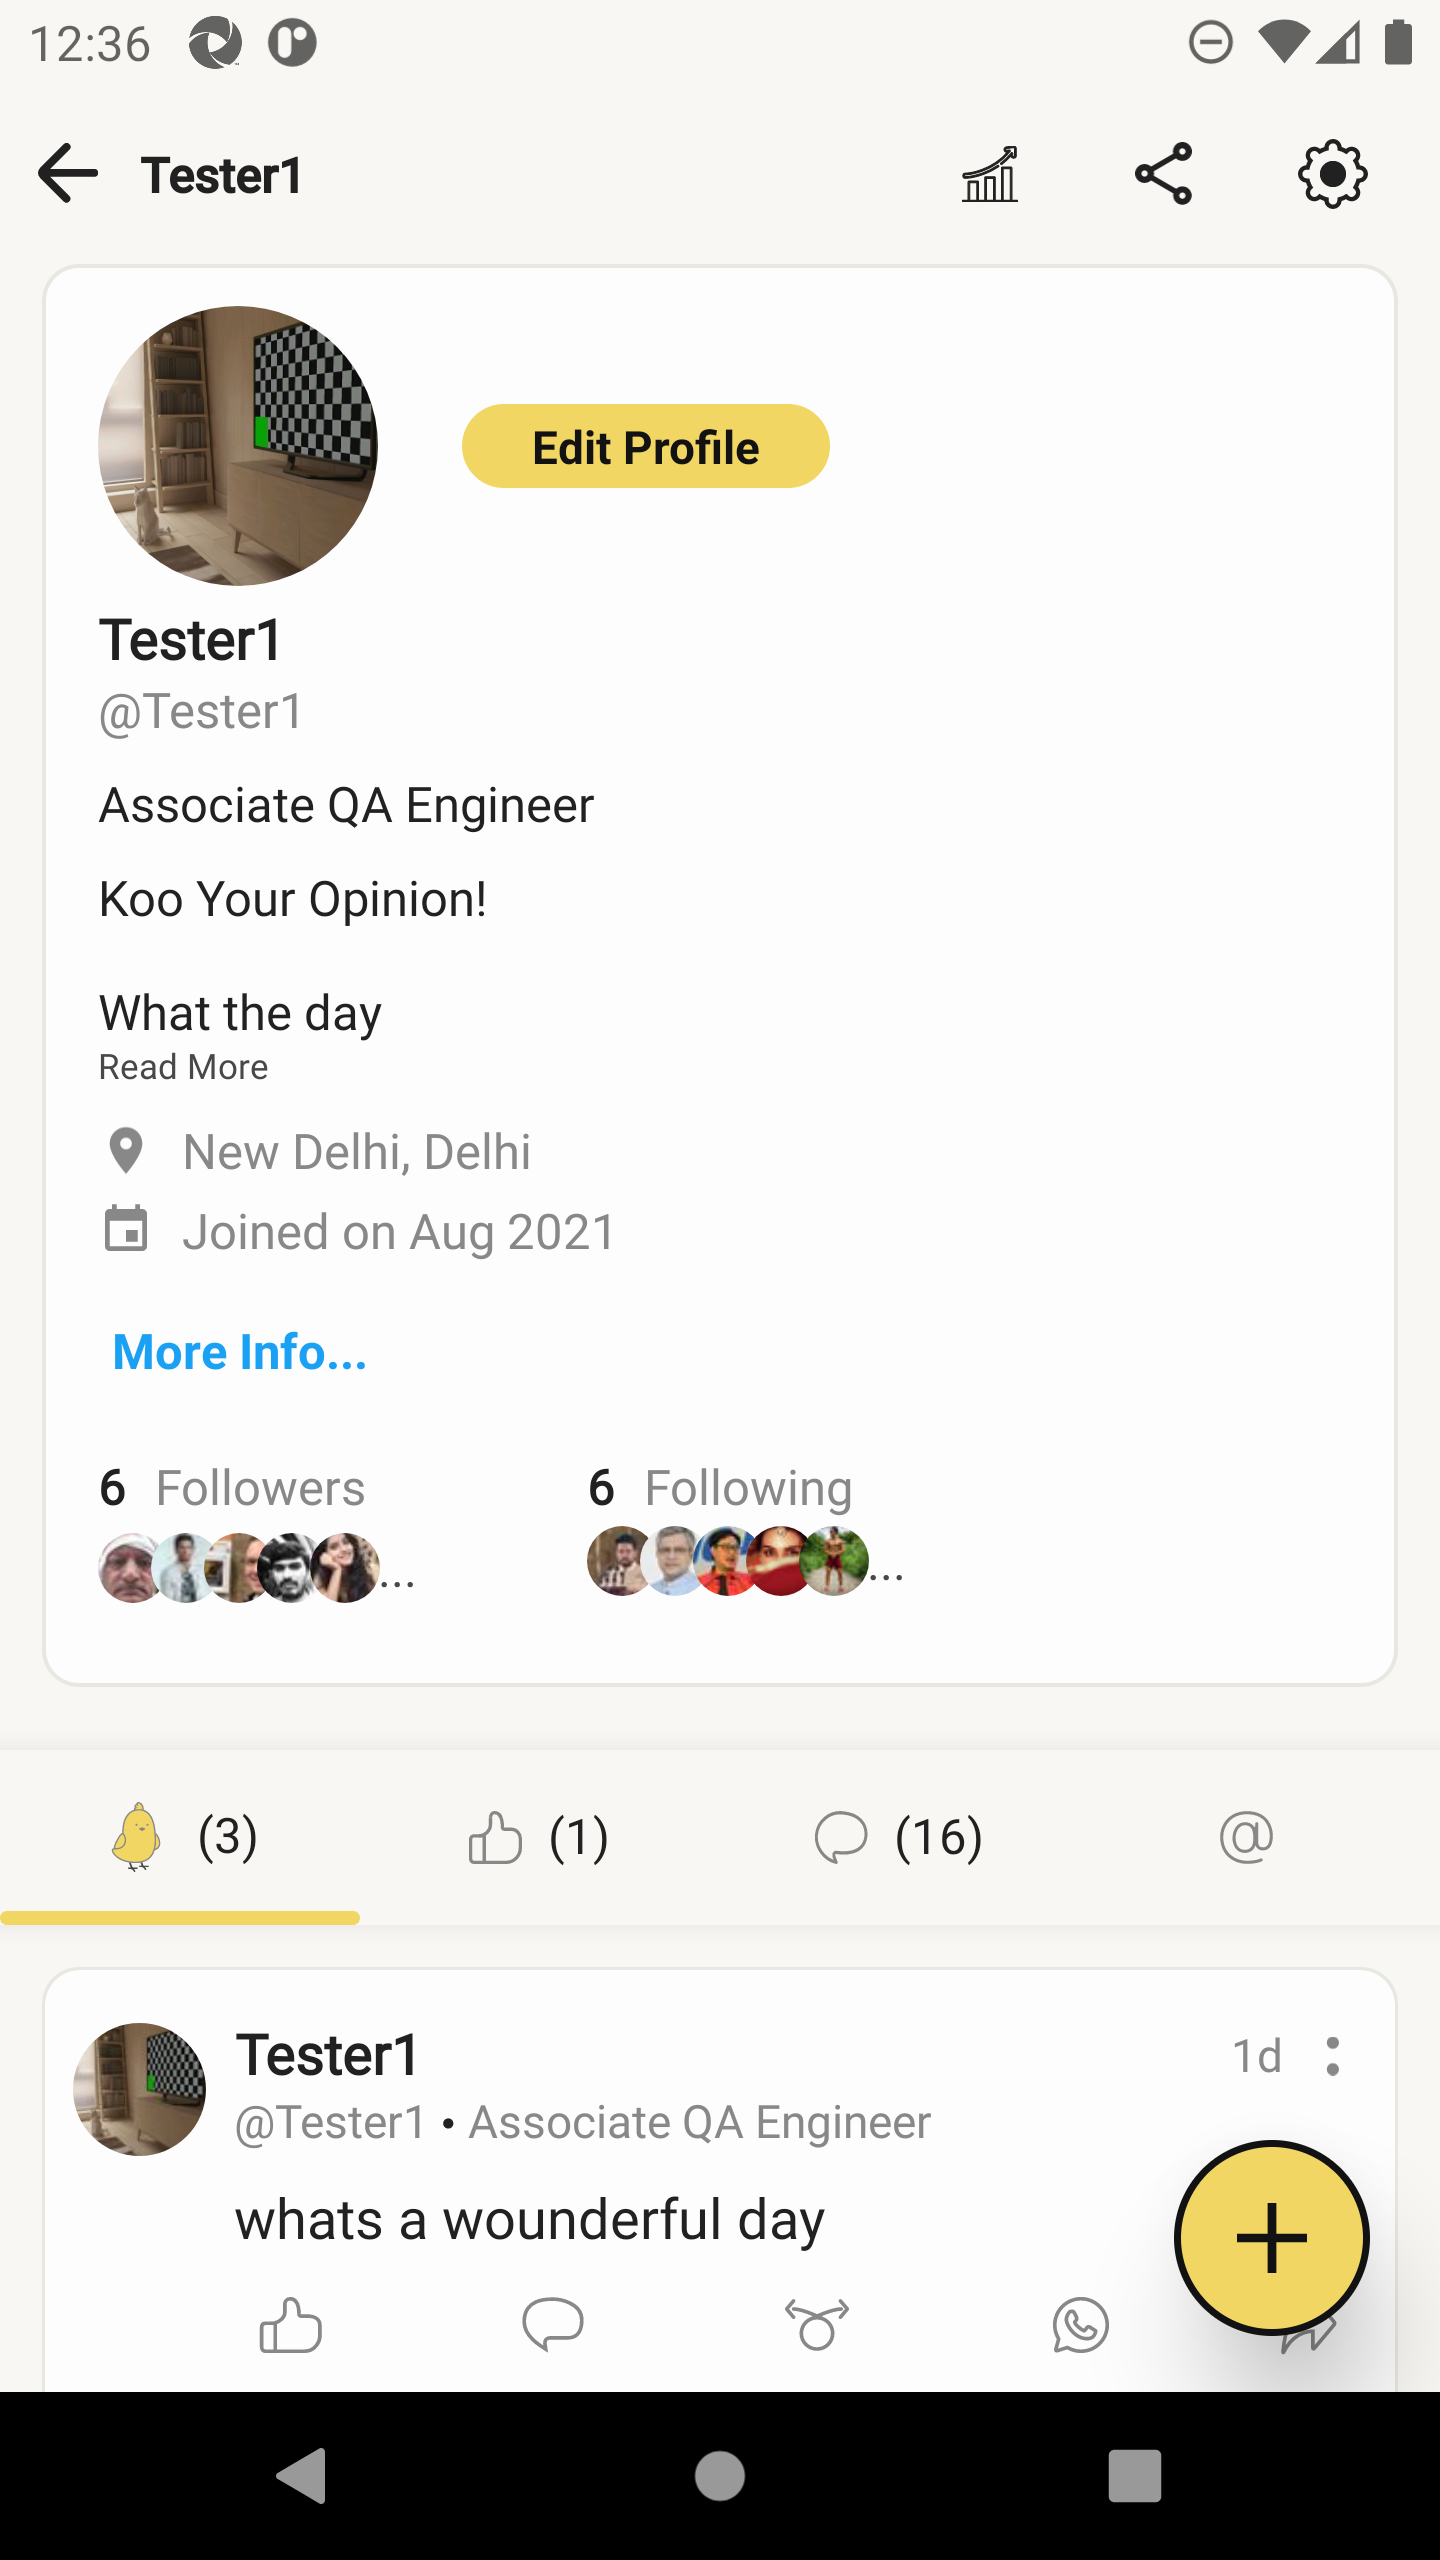 12:36
Tester1
Edit Profile
Tester1
@Tester1
Associate QA Engineer
Koo Your Opinion!
What the day
Read More
New Delhi, Delhi
Joined on Aug 2021
More Info...
6 Followers 6 Following
... ...
(3) (1) (16) @
Tester1 1d
@Tester1 • Associate QA Engineer
whats a wounderful day